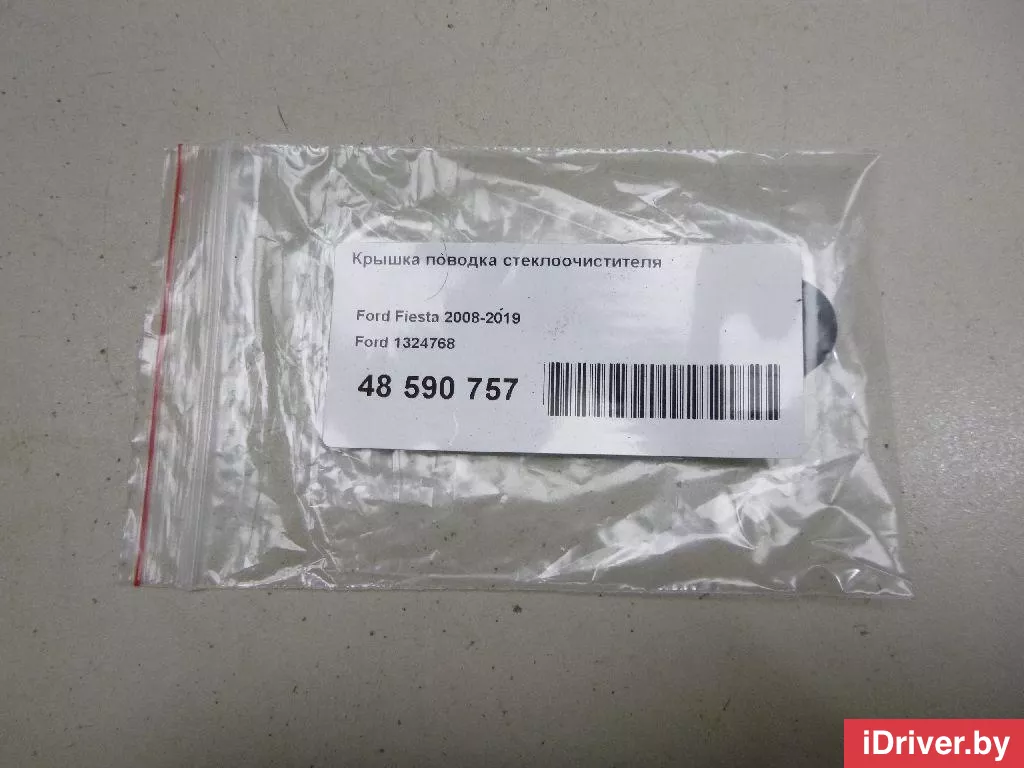 Крышка поводка стеклоочистителя
Ford Fiesta 2008-2019
Ford 1324768
48 590 757
iDriver.by